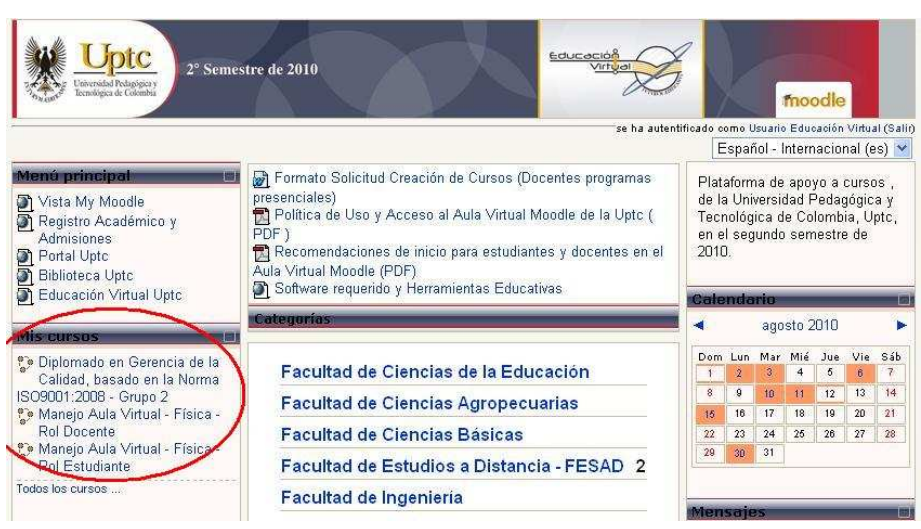 Uptc
Universidad Pedagógica y
Tecnológica de Colombia
2° Semestre de 2010
Educación
Virtual
moodle
se ha autentificado como Usuario Educación Virtual (Salir)
Español - Internacional (es)
Menú principal
Vista My Moodle
Registro Académico y
Admisiones
Portal Uptc
Biblioteca Uptc
Educación Virtual Uptc
Mis cursos
Diplomado en Gerencia de la
Calidad, basado en la Norma
ISO9001:2008 - Grupo 2
Manejo Aula Virtual - Física -
Rol Docente
Manejo Aula Virtual - Física -
Rol Estudiante
Todos los cursos ...
Formato Solicitud Creación de Cursos (Docentes programas
presenciales)
Política de Uso y Acceso al Aula Virtual Moodle de la Uptc (
PDF )
Recomendaciones de inicio para estudiantes y docentes en el
Aula Virtual Moodle (PDF)
Software requerido y Herramientas Educativas
Categorías
Facultad de Ciencias de la Educación
Facultad de Ciencias Agropecuarias
Facultad de Ciencias Básicas
Facultad de Estudios a Distancia - FESAD 2
Facultad de Ingeniería
Plataforma de apoyo a cursos ,
de la Universidad Pedagógica y
Tecnológica de Colombia, Uptc,
en el segundo semestre de
2010.
Calendario
agosto 2010
Dom Lun Mar Mié Jue Vie Sáb
1 2 3 4 5 6 7
8 9 10 11 12 13 14
15 16 17 18 19 20 21
22 23 24 25 26 27 28
29 30 31
Mensajes